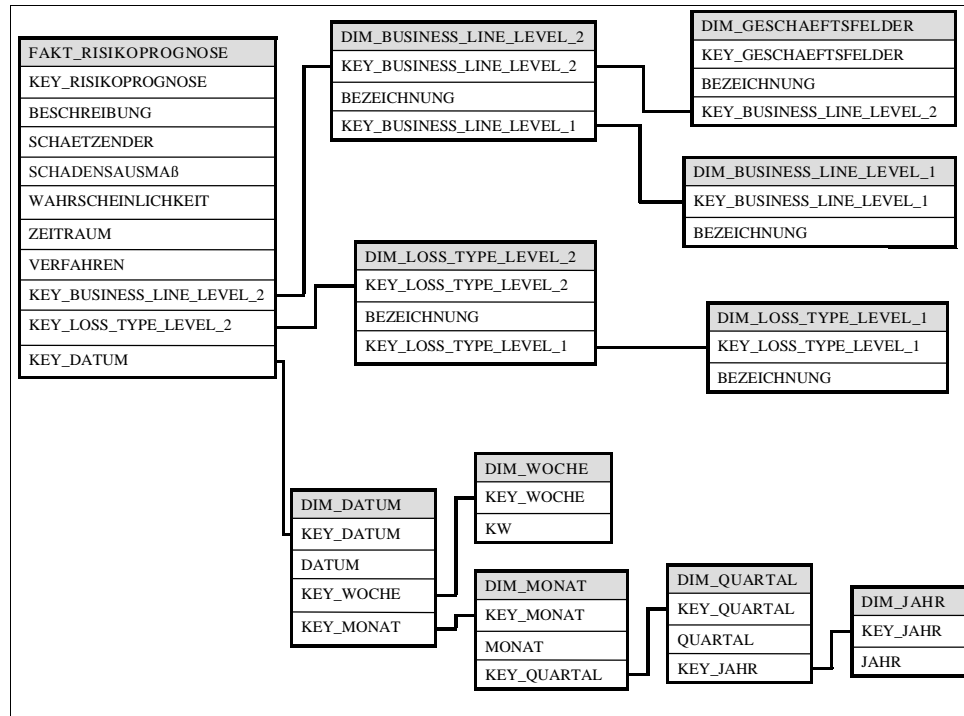 FAKT_RISIKOPROGNOSE
KEY_RISIKOPROGNOSE
BESCHREIBUNG
SCHAETZENDER
SCHADENSAUSMAß
WAHRSCHEINLICHKEIT
ZEITRAUM
VERFAHREN
KEY_BUSINESS_LINE_LEVEL_2
KEY_LOSS_TYPE_LEVEL_2
KEY_DATUM
DIM_BUSINESS_LINE_LEVEL_2
KEY_BUSINESS_LINE_LEVEL_2
BEZEICHNUNG
KEY_BUSINESS_LINE_LEVEL_1
DIM_GESCHAEFTSFELDER
KEY_GESCHAEFTSFELDER
BEZEICHNUNG
KEY_BUSINESS_LINE_LEVEL_2
DIM_BUSINESS_LINE_LEVEL_1
KEY_BUSINESS_LINE_LEVEL_1
BEZEICHNUNG
DIM_LOSS_TYPE_LEVEL_2
KEY_LOSS_TYPE_LEVEL_2
BEZEICHNUNG
KEY_LOSS_TYPE_LEVEL_1
DIM_LOSS_TYPE_LEVEL_1
KEY_LOSS_TYPE_LEVEL_1
BEZEICHNUNG
DIM_DATUM
KEY_DATUM
DATUM
KEY_WOCHE
KEY_MONAT
DIM_WOCHE
KEY_WOCHE
KW
DIM_MONAT
KEY_MONAT
MONAT
KEY_QUARTAL
DIM_QUARTAL
KEY_QUARTAL
QUARTAL
KEY_JAHR
DIM_JAHR
KEY_JAHR
JAHR